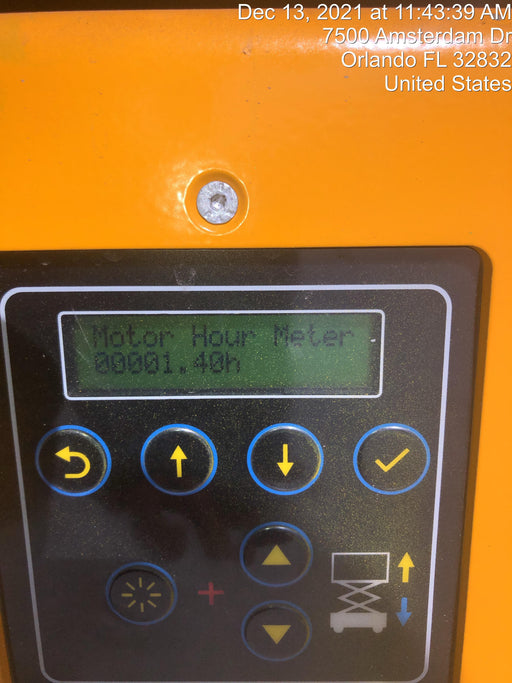 Dec 13, 2021 at 11:43:39 AM
7500 Amsterdam Dr
Orlando FL 32832
United States
Motor Hour Meter
00001.40h